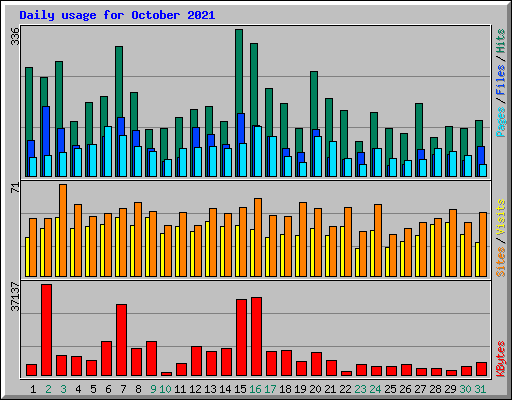 Daily usage for October 2021
336
Pages / Files / Hits
71
Sites / Visits
37137
KBytes
1 2 3 4 5 6 7 8 9 10 11 12 13 14 15 16 17 18 19 20 21 22 23 24 25 26 27 28 29 30 31